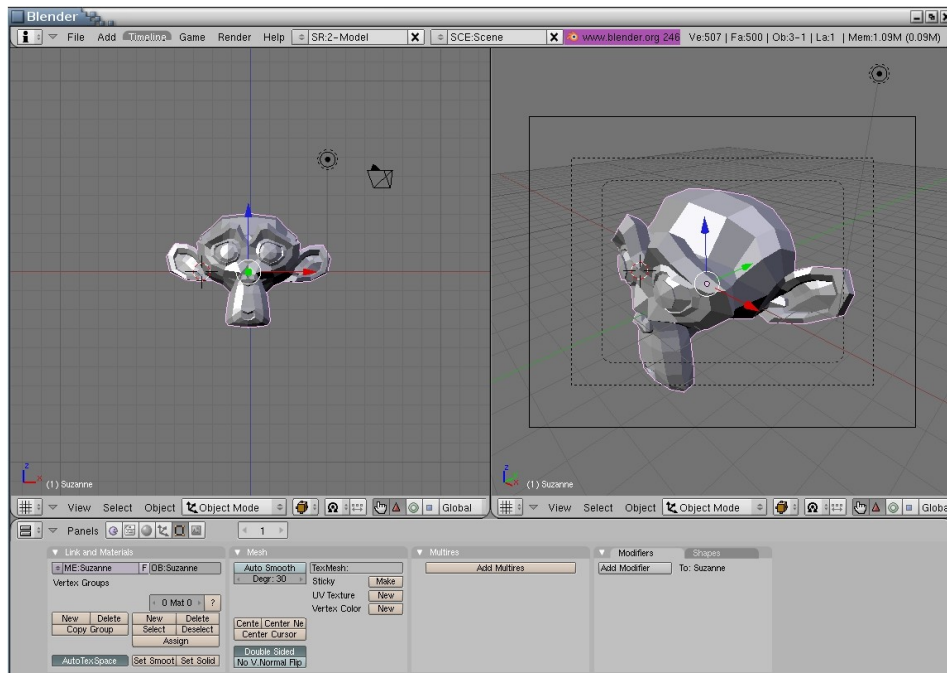 Blender
File Add Timeline Game Render Help SR:2-Model X SCE:Scene X www.blender.org 246 Ve:507 | Fa:500 | Ob:3-1 | La:1 | Mem:1.09M (0.09M)
z
x
(1) Suzanne
z
(1) Suzanne
View Select Object Object Mode Global
View Select Object Object Mode Globa
Panels 1
Link and Materials
Mesh
Multires
Modifiers
Shapes
ME:Suzanne F OB:Suzanne
Auto Smooth
TexMesh:
Add Multires
Add Modifier To: Suzanne
Vertex Groups
Degr: 30
Sticky Make
UV Texture New
0 Mat 0 ?
Vertex Color New
New Delete New Delete
Cente Center Ne
Copy Group Select Deselect
Center Cursor
Assign
Double Sided
AutoTexSpace Set Smoot Set Solid
No V.Normal Flip